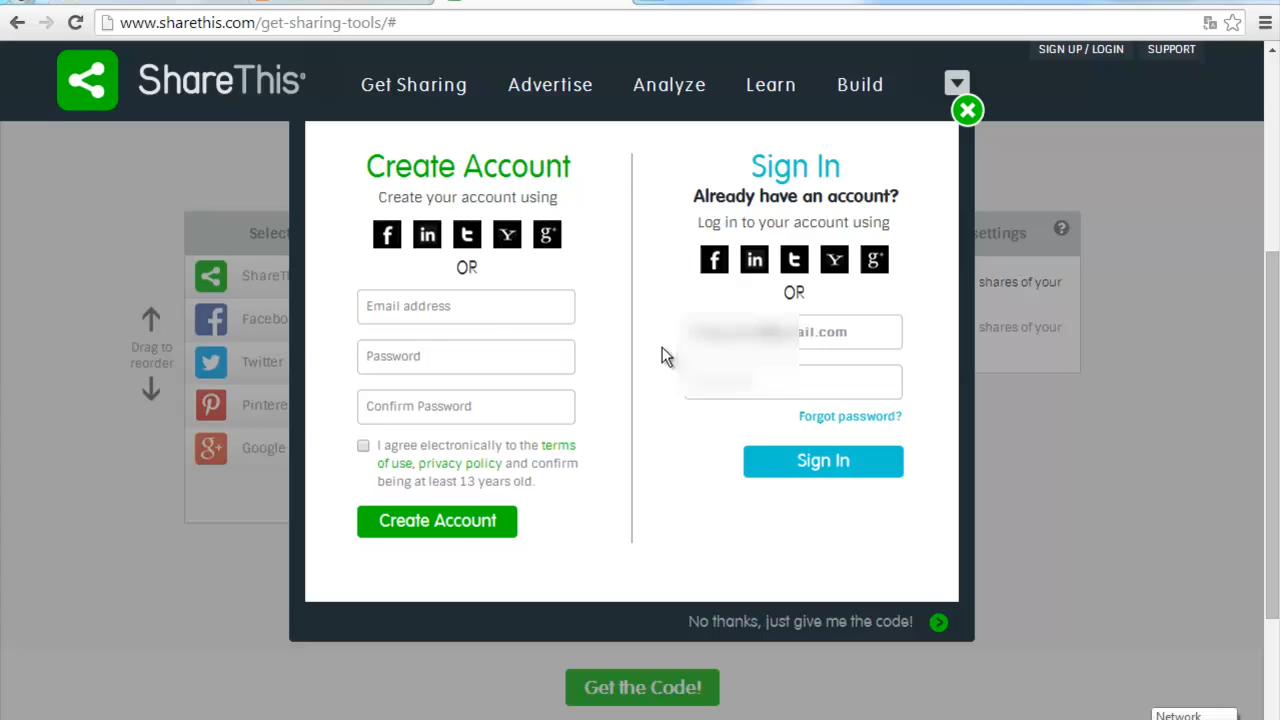 www.sharethis.com/get-sharing-tools/#
SIGN UP / LOGIN
SUPPORT
ShareThis
Get Sharing
Advertise
Analyze
Learn
Build
Create Account
Create your account using
OR
Email address
Password
Confirm Password
I agree electronically to the terms
of use, privacy policy and confirm
being at least 13 years old.
Create Account
Sign In
Already have an account?
Log in to your account using
OR
ail.com
Forgot password?
Sign In
No thanks, just give me the code!
Drag to
reorder
Select
ShareTh
Facebo
Twitter
Pintere
Google
settings
shares of your
shares of your
Get the Code!
Network